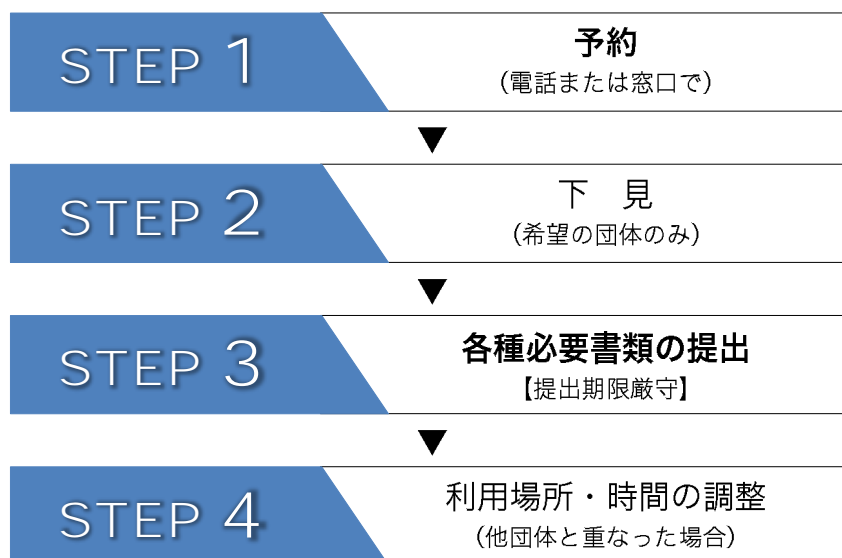 STEP 1
予約
（電話または窓口で）
▼
STEP 2
下　見
（希望の団体のみ）
▼
STEP 3
各種必要書類の提出
【提出期限厳守】
▼
STEP 4
利用場所・時間の調整
（他団体と重なった場合）